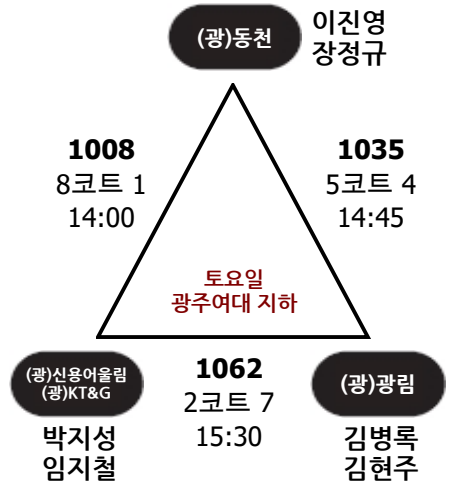 (광)동천
이진영
장정규
1008
8코트 1
14:00
1035
5코트 4
14:45
토요일
광주여대 지하
(광)신용어울림
(광)KT&G
박지성
임지철
1062
2코트 7
15:30
(광)광림
김병록
김현주